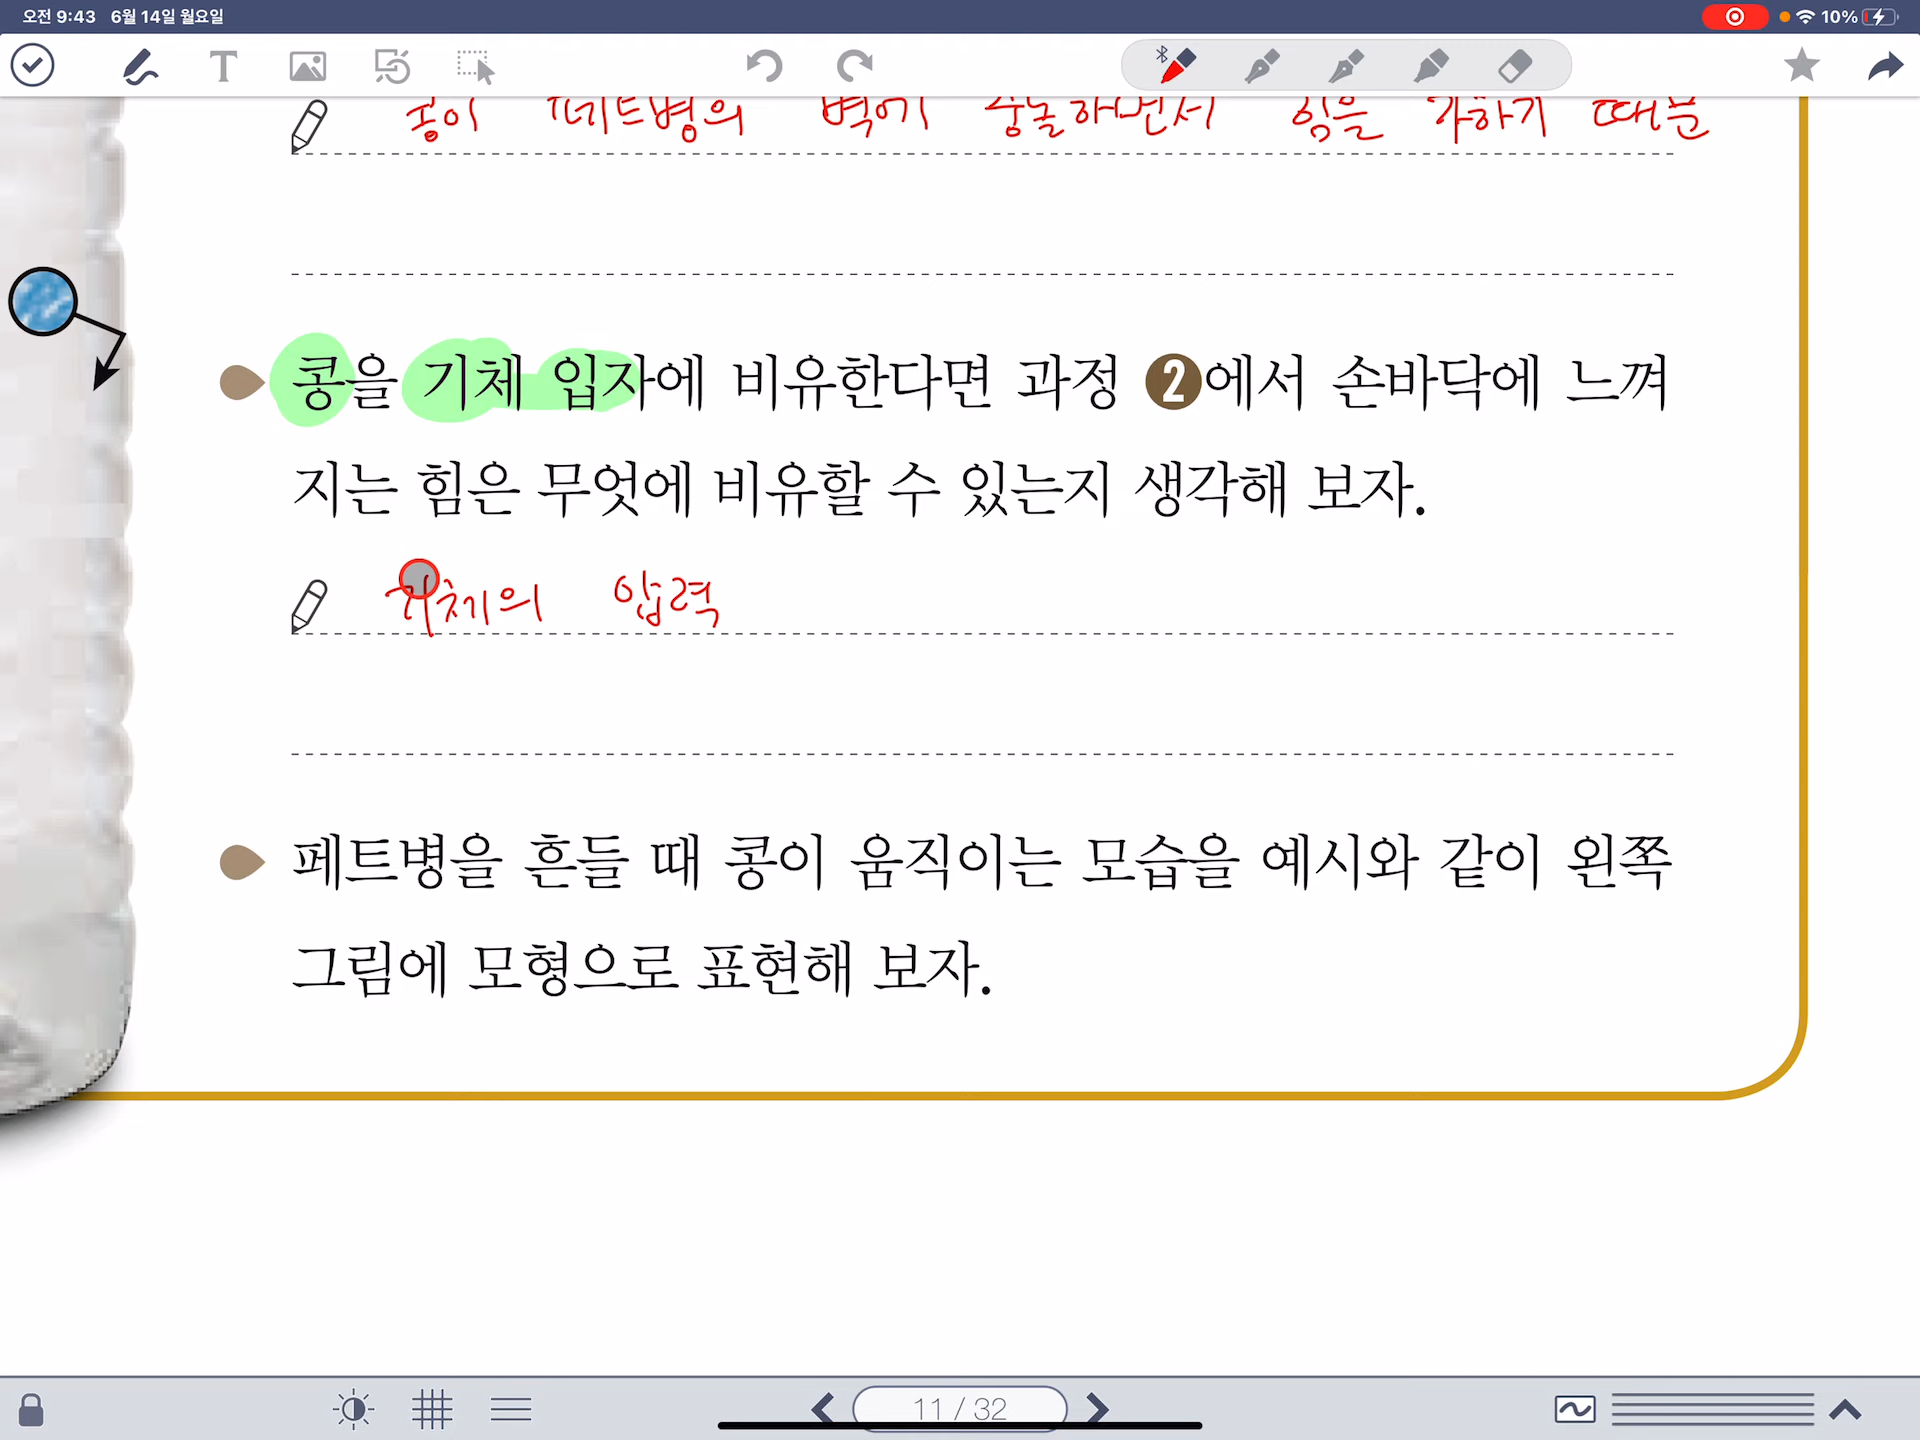 오전 9:43 6월 14일 월요일 10%
T
콩이 페트병의 벽에 충돌하면서 힘을 가하기 때문
콩을 기체 입자에 비유한다면 과정 2에서 손바닥에 느껴
지는 힘은 무엇에 비유할 수 있는지 생각해 보자.
기체의 압력
페트병을 흔들 때 콩이 움직이는 모습을 예시와 같이 왼쪽
그림에 모형으로 표현해 보자.
11 / 32